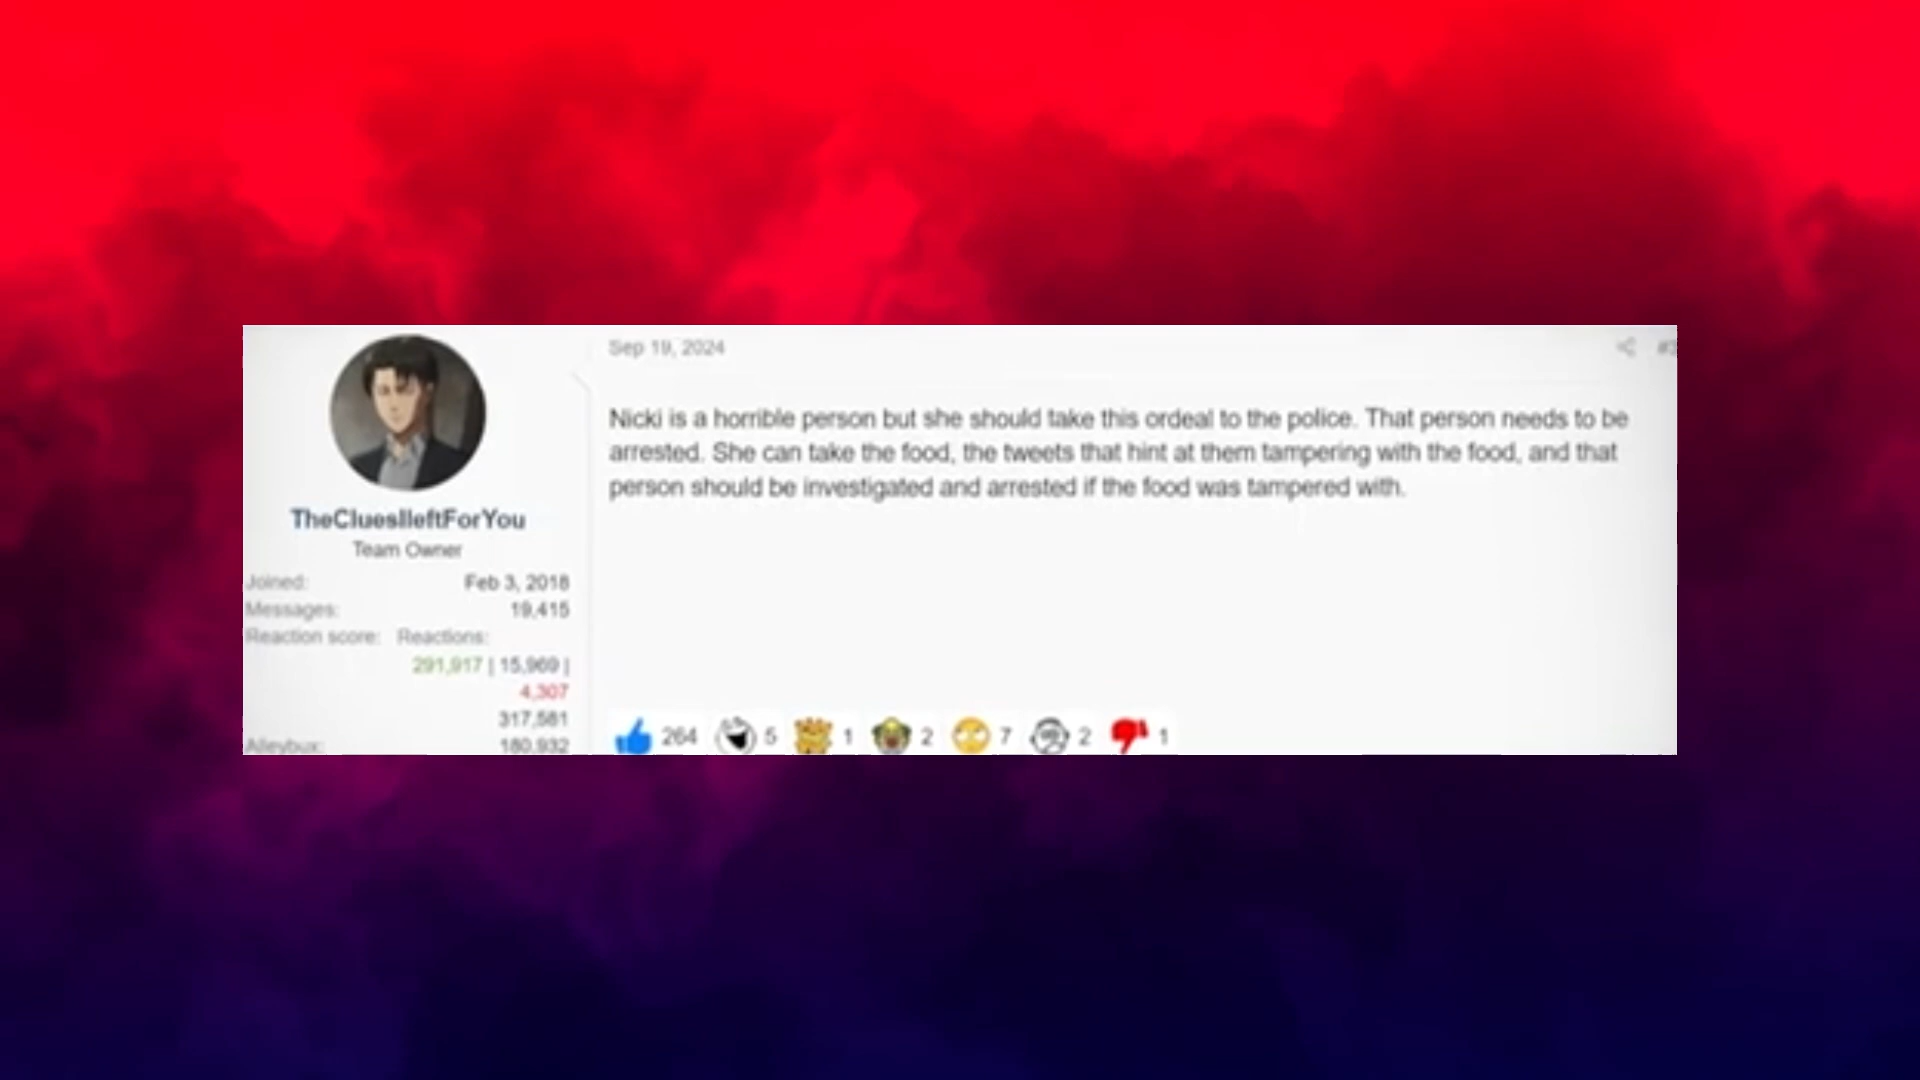 Sep 19, 2024
Nicki is a horrible person but she should take this ordeal to the police. That person needs to be
arrested. She can take the food, the tweets that hint at them tampering with the food, and that
person should be investigated and arrested if the food was tampered with.
TheCluesIleftForYou
Team Owner
Joined: Feb 3, 2018
Messages: 19,415
Reaction score: Reactions:
291,917 | 15,969 |
4,307
317,581
Alleybux: 180,932
264 5 1 2 7 2 1